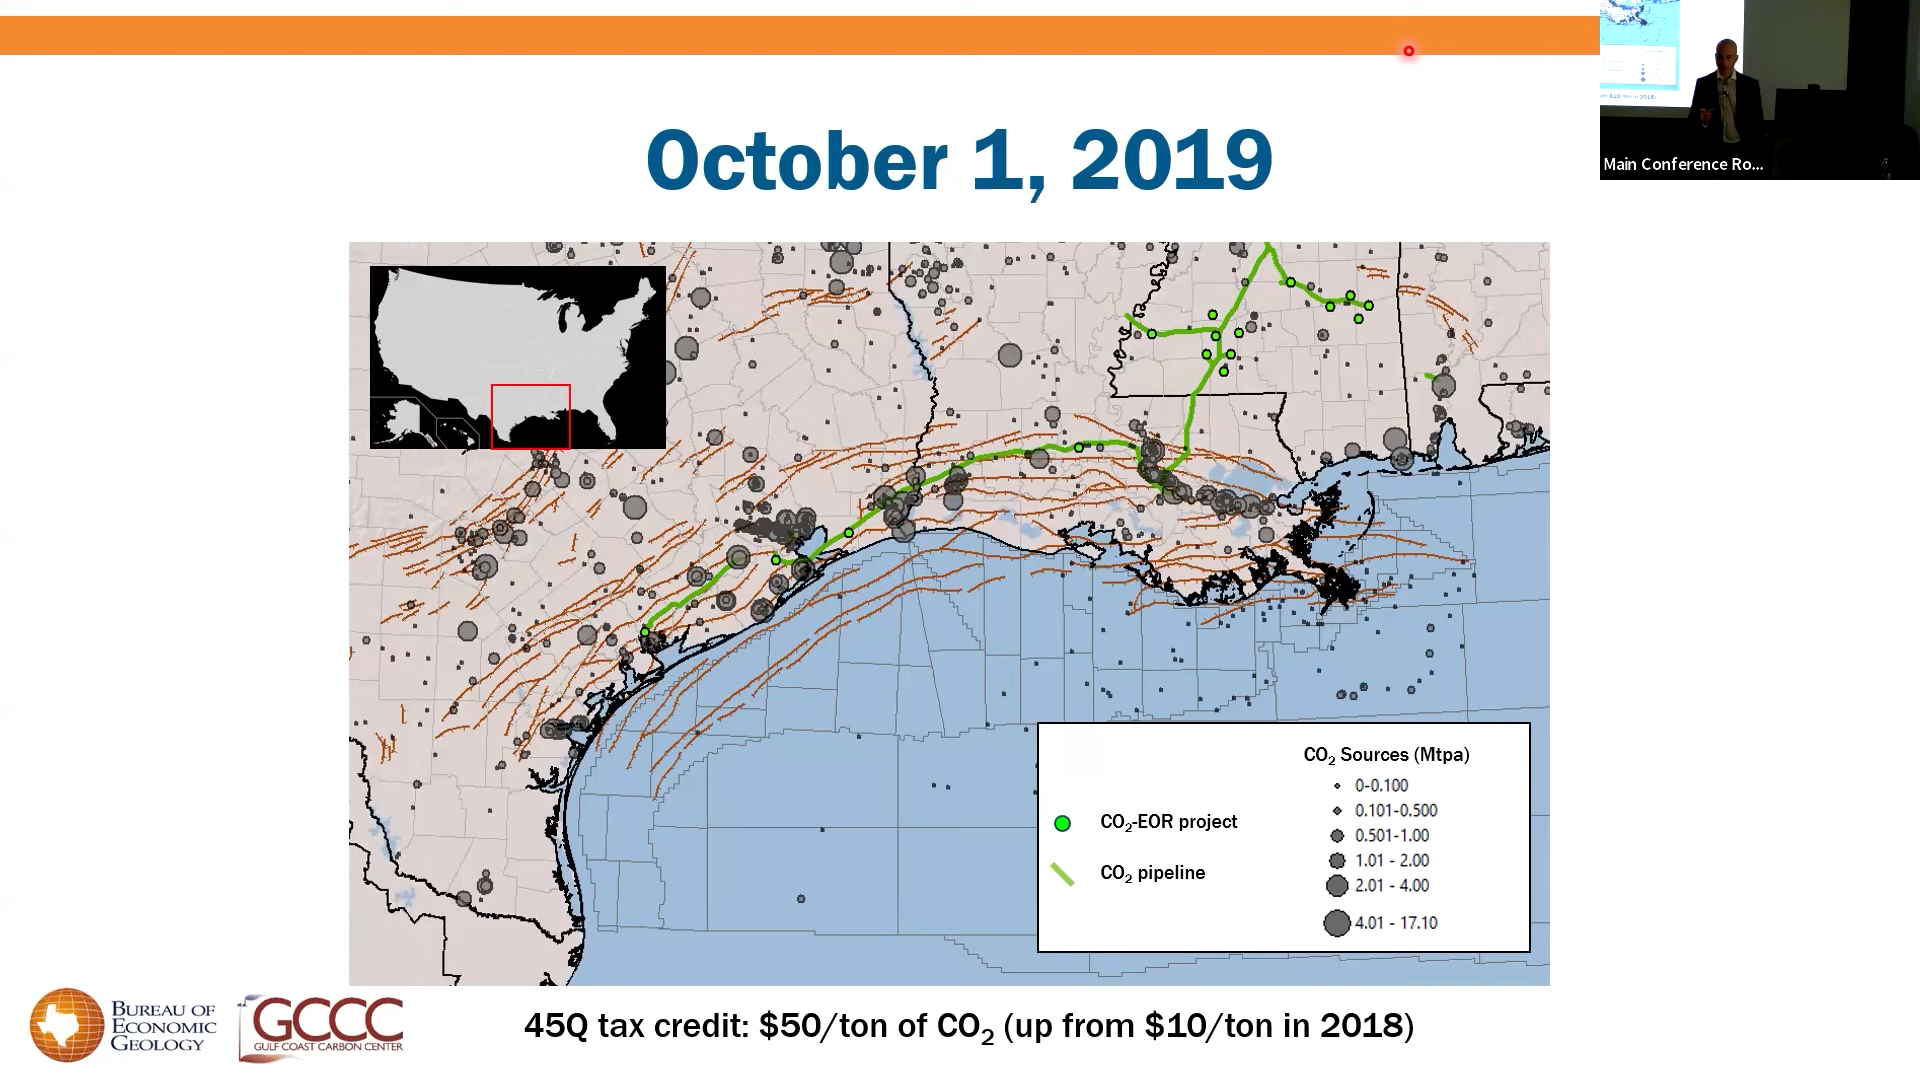 October 1, 2019
Main Conference Ro...
CO₂ Sources (Mtpa)
0-0.100
0.101-0.500
0.501-1.00
1.01 - 2.00
2.01 - 4.00
4.01 - 17.10
CO₂-EOR project
CO₂ pipeline
BUREAU OF
ECONOMIC
GEOLOGY
GCCC
GULF COAST CARBON CENTER
45Q tax credit: $50/ton of CO₂ (up from $10/ton in 2018)